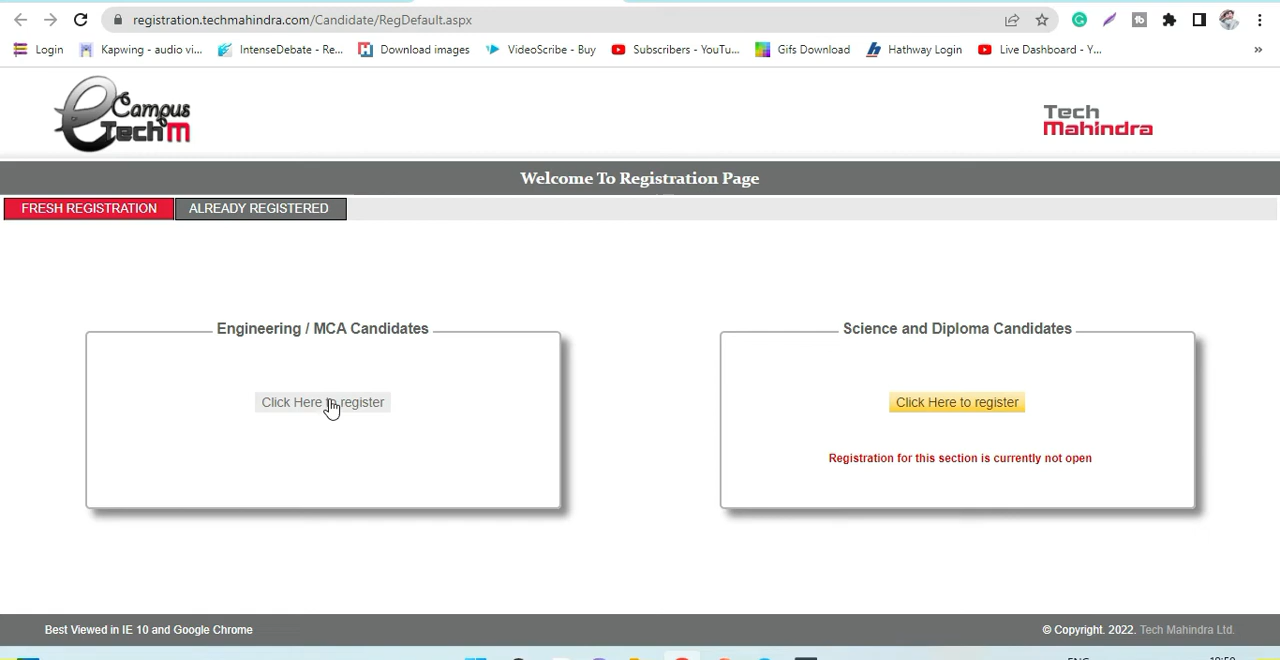 registration.techmahindra.com/Candidate/RegDefault.aspx
Login Kapwing - audio vi... IntenseDebate - Re... Download images VideoScribe - Buy Subscribers - YouTu... Gifs Download Hathway Login Live Dashboard - Y... »
eCampus
TechM
Tech
Mahindra
Welcome To Registration Page
FRESH REGISTRATION ALREADY REGISTERED
Engineering / MCA Candidates
Click Here to register
Science and Diploma Candidates
Click Here to register
Registration for this section is currently not open
Best Viewed in IE 10 and Google Chrome
© Copyright. 2022. Tech Mahindra Ltd.